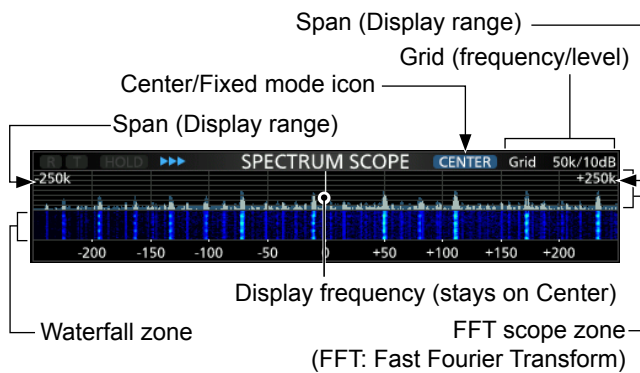 Span (Display range)
Grid (frequency/level)
Center/Fixed mode icon
Span (Display range)
R T HOLD SPECTRUM SCOPE CENTER Grid 50k/10dB
-250k +250k
-200 -150 -100 -50 0 +50 +100 +150 +200
Display frequency (stays on Center)
Waterfall zone
FFT scope zone
(FFT: Fast Fourier Transform)